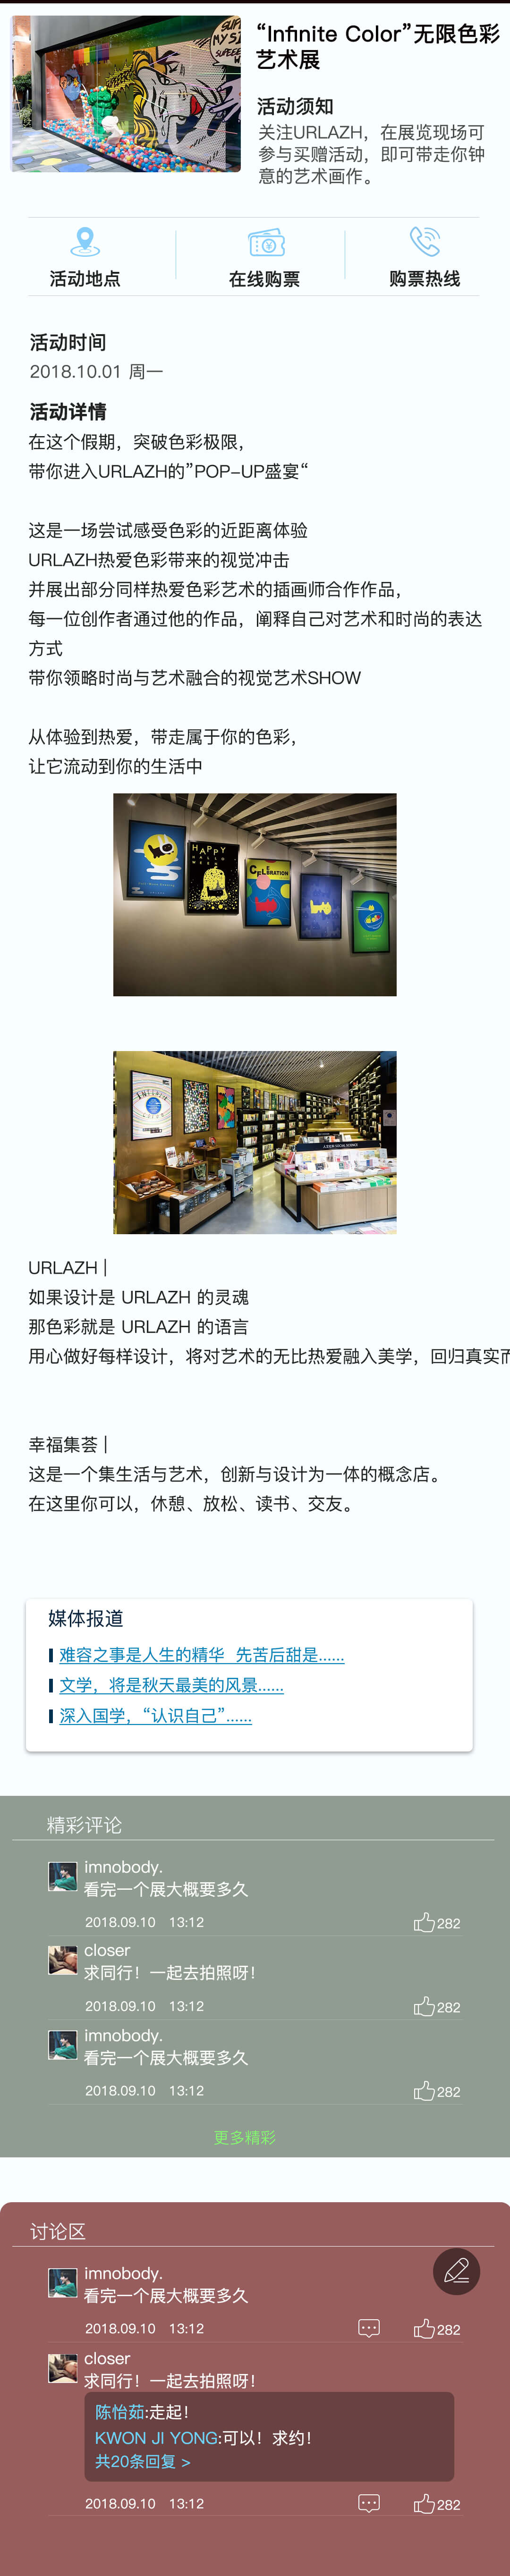 “Infinite Color”无限色彩
艺术展
活动须知
关注URLAZH，在展览现场可
参与买赠活动，即可带走你钟
意的艺术画作。
活动地点
在线购票
购票热线
活动时间
2018.10.01 周一
活动详情
在这个假期，突破色彩极限，
带你进入URLAZH的”POP-UP盛宴“
这是一场尝试感受色彩的近距离体验
URLAZH热爱色彩带来的视觉冲击
并展出部分同样热爱色彩艺术的插画师合作作品，
每一位创作者通过他的作品，阐释自己对艺术和时尚的表达
方式
带你领略时尚与艺术融合的视觉艺术SHOW
从体验到热爱，带走属于你的色彩，
让它流动到你的生活中
HAPPY
CELEBRATION
URLAZH |
如果设计是 URLAZH 的灵魂
那色彩就是 URLAZH 的语言
用心做好每样设计，将对艺术的无比热爱融入美学，回归真实而
幸福集荟 |
这是一个集生活与艺术，创新与设计为一体的概念店。
在这里你可以，休憩、放松、读书、交友。
媒体报道
难容之事是人生的精华 先苦后甜是......
文学，将是秋天最美的风景......
深入国学，“认识自己”......
精彩评论
imnobody.
看完一个展大概要多久
2018.09.10 13:12
282
closer
求同行！一起去拍照呀！
2018.09.10 13:12
282
imnobody.
看完一个展大概要多久
2018.09.10 13:12
282
更多精彩
讨论区
imnobody.
看完一个展大概要多久
2018.09.10 13:12
282
closer
求同行！一起去拍照呀！
陈怡茹:走起！
KWON JI YONG:可以！求约！
共20条回复 >
2018.09.10 13:12
282